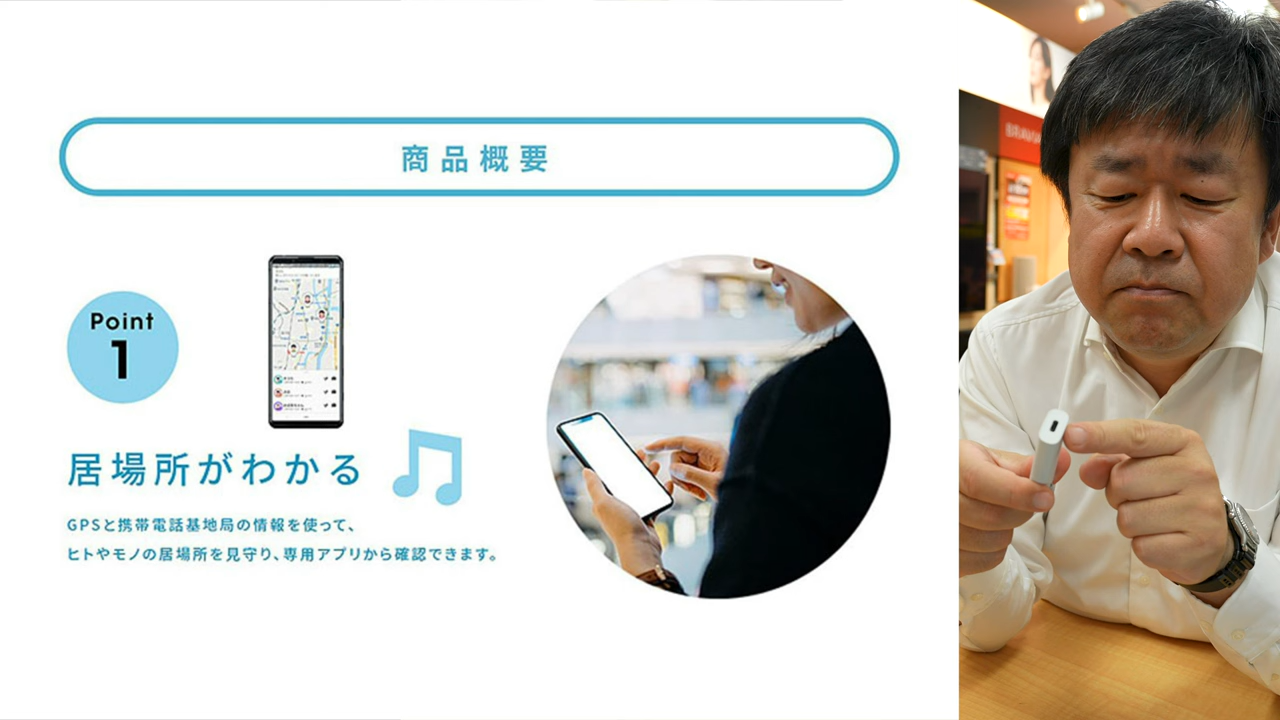 商品概要
Point
1
居場所がわかる
GPSと携帯電話基地局の情報を使って、
ヒトやモノの居場所を見守り、専用アプリから確認できます。